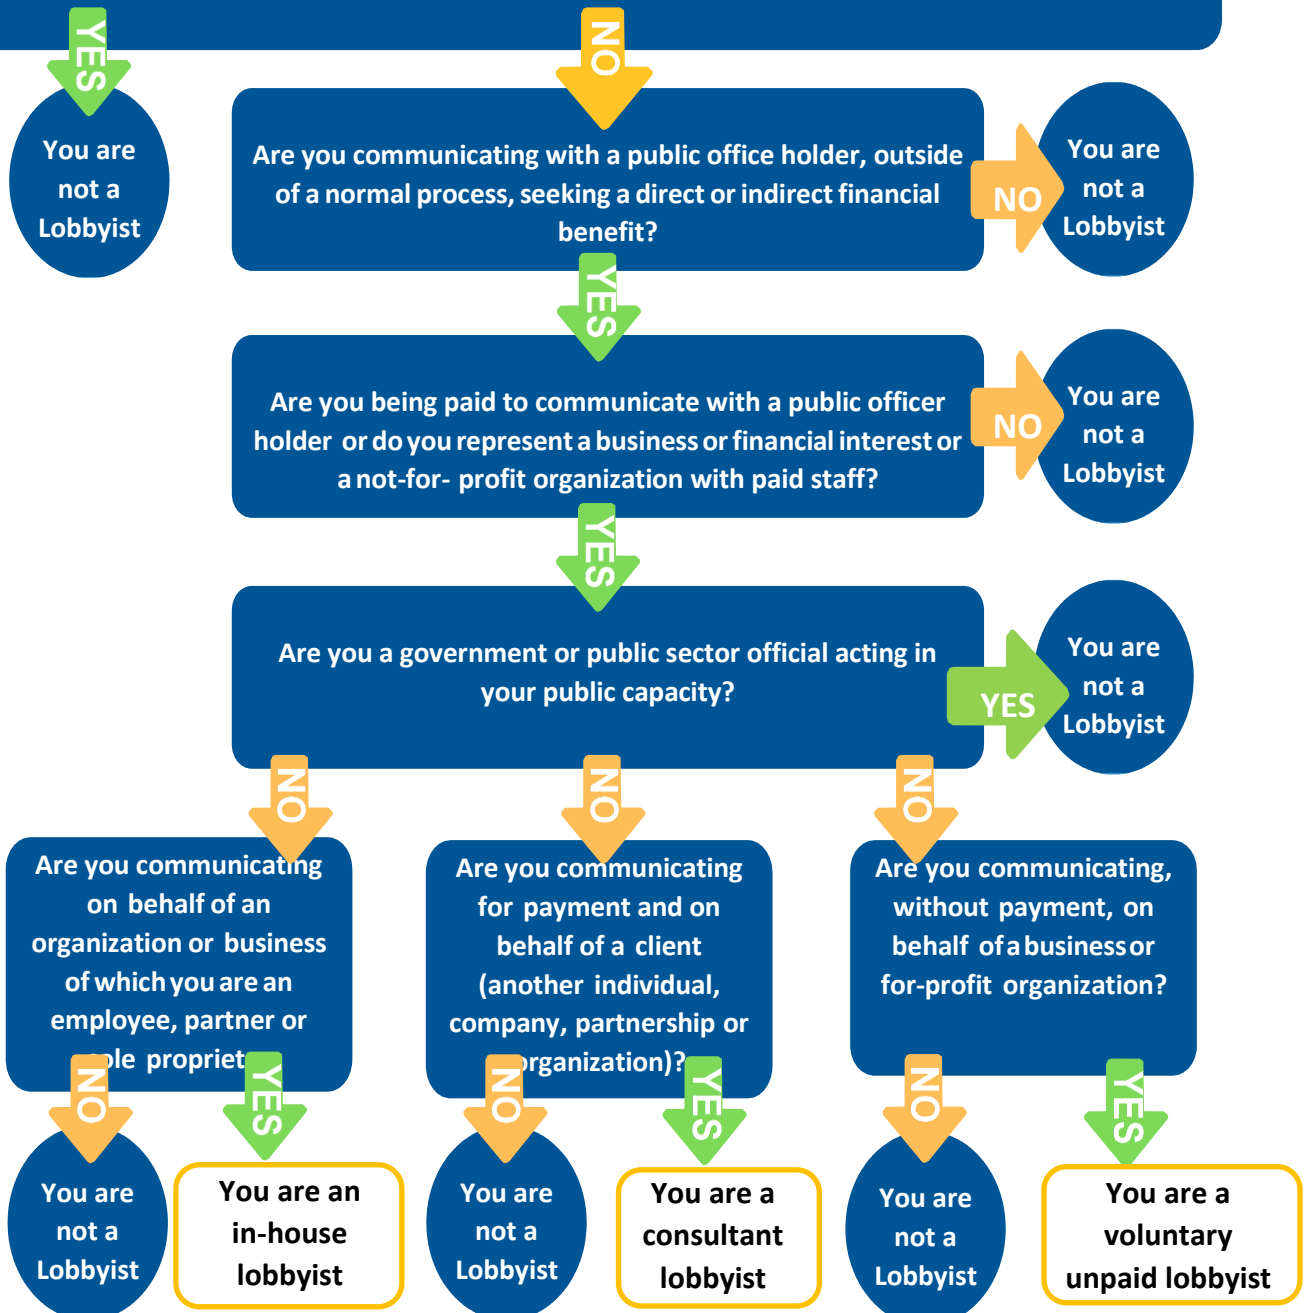 YES
NO
You are
not a
Lobbyist
Are you communicating with a public office holder, outside
of a normal process, seeking a direct or indirect financial
benefit?
NO
You are
not a
Lobbyist
YES
Are you being paid to communicate with a public officer
holder or do you represent a business or financial interest or
a not-for- profit organization with paid staff?
NO
You are
not a
Lobbyist
YES
Are you a government or public sector official acting in
your public capacity?
YES
You are
not a
Lobbyist
NO
NO
NO
Are you communicating
on behalf of an
organization or business
of which you are an
employee, partner or
ole propriet
NO
YES
You are
not a
Lobbyist
You are an
in-house
lobbyist
Are you communicating
for payment and on
behalf of a client
(another individual,
company, partnership or
organization)?
NO
YES
You are
not a
Lobbyist
You are a
consultant
lobbyist
Are you communicating,
without payment, on
behalf of a business or
for-profit organization?
NO
YES
You are
not a
Lobbyist
You are a
voluntary
unpaid lobbyist